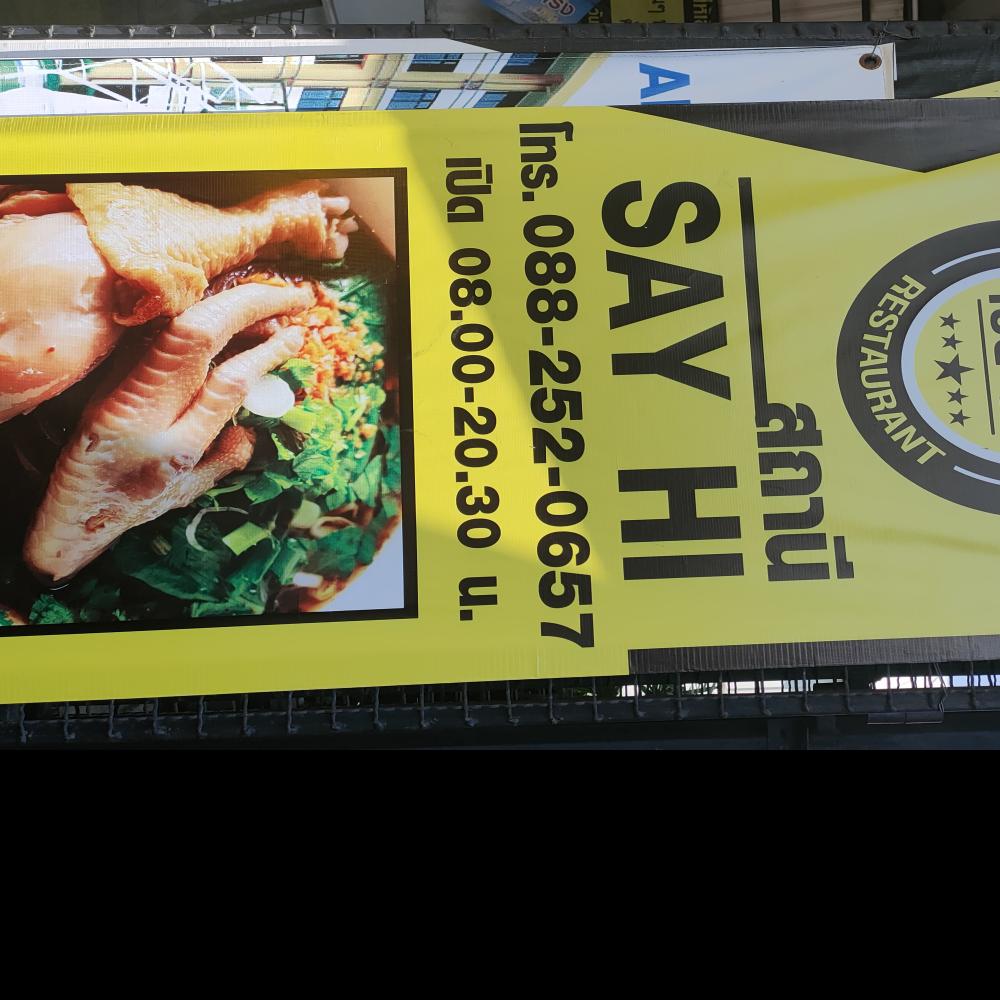 RESTAURANT
สถานี
SAY HI
โทร. 088-252-0657
เปิด 08.00-20.30 น.